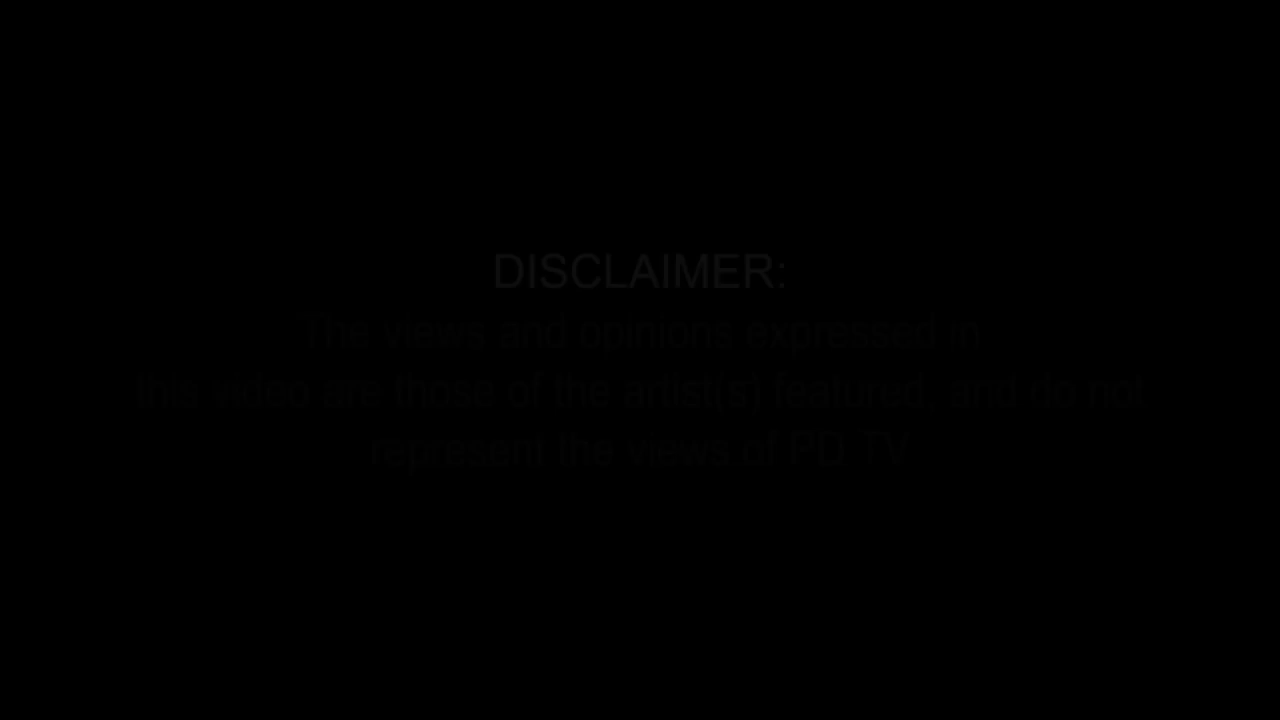 DISCLAIMER:
The views and opinions expressed in
this video are those of the artist(s) featured, and do not
represent the views of PD TV